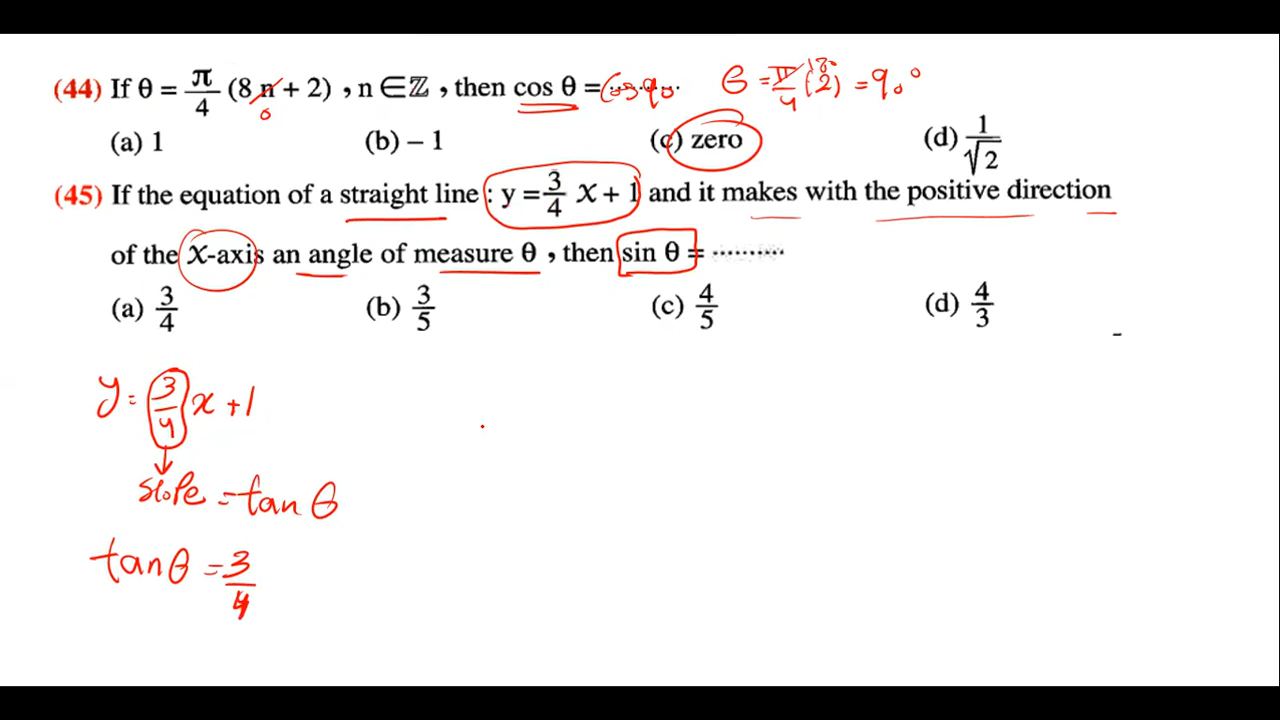 (44) If θ = π/4 (8 n + 2) , n ∈ ℤ , then cos θ = .......... cos 90 θ = π/4 (2) = 90°
180
0
(a) 1 (b) – 1 (c) zero (d) 1/√2
(45) If the equation of a straight line : y = 3/4 x + 1 and it makes with the positive direction
of the x-axis an angle of measure θ , then sin θ = ..........
(a) 3/4 (b) 3/5 (c) 4/5 (d) 4/3
y = 3/4 x + 1
slope = tan θ
tan θ = 3/4